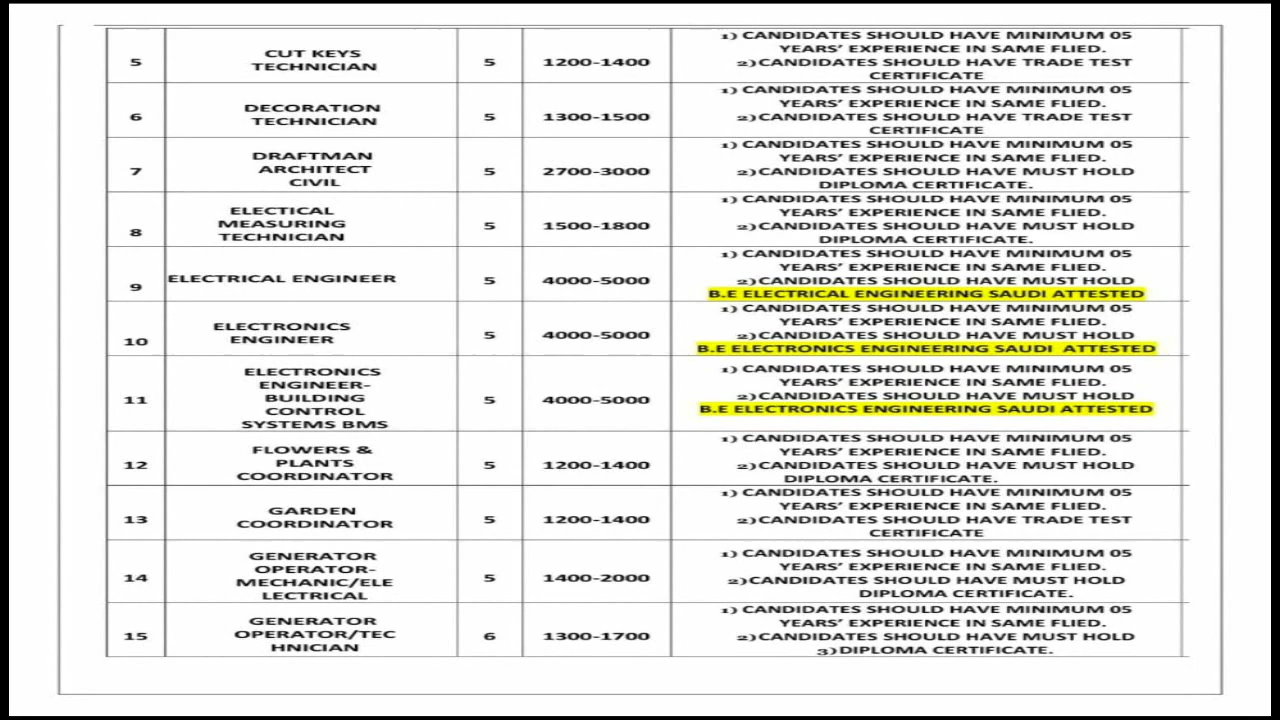 5
CUT KEYS
TECHNICIAN
5
1200-1400
1) CANDIDATES SHOULD HAVE MINIMUM 05
YEARS' EXPERIENCE IN SAME FLIED.
2)CANDIDATES SHOULD HAVE TRADE TEST
CERTIFICATE
6
DECORATION
TECHNICIAN
5
1300-1500
1) CANDIDATES SHOULD HAVE MINIMUM 05
YEARS' EXPERIENCE IN SAME FLIED.
2)CANDIDATES SHOULD HAVE TRADE TEST
CERTIFICATE
7
DRAFTMAN
ARCHITECT
CIVIL
5
2700-3000
1) CANDIDATES SHOULD HAVE MINIMUM 05
YEARS' EXPERIENCE IN SAME FLIED.
2)CANDIDATES SHOULD HAVE MUST HOLD
DIPLOMA CERTIFICATE.
8
ELECTICAL
MEASURING
TECHNICIAN
5
1500-1800
1) CANDIDATES SHOULD HAVE MINIMUM 05
YEARS' EXPERIENCE IN SAME FLIED.
2)CANDIDATES SHOULD HAVE MUST HOLD
DIPLOMA CERTIFICATE.
9
ELECTRICAL ENGINEER
5
4000-5000
1) CANDIDATES SHOULD HAVE MINIMUM 05
YEARS' EXPERIENCE IN SAME FLIED.
2)CANDIDATES SHOULD HAVE MUST HOLD
B.E ELECTRICAL ENGINEERING SAUDI ATTESTED
10
ELECTRONICS
ENGINEER
5
4000-5000
1) CANDIDATES SHOULD HAVE MINIMUM 05
YEARS' EXPERIENCE IN SAME FLIED.
2)CANDIDATES SHOULD HAVE MUST HOLD
B.E ELECTRONICS ENGINEERING SAUDI ATTESTED
11
ELECTRONICS
ENGINEER-
BUILDING
CONTROL
SYSTEMS BMS
5
4000-5000
1) CANDIDATES SHOULD HAVE MINIMUM 05
YEARS' EXPERIENCE IN SAME FLIED.
2)CANDIDATES SHOULD HAVE MUST HOLD
B.E ELECTRONICS ENGINEERING SAUDI ATTESTED
12
FLOWERS &
PLANTS
COORDINATOR
5
1200-1400
1) CANDIDATES SHOULD HAVE MINIMUM 05
YEARS' EXPERIENCE IN SAME FLIED.
2)CANDIDATES SHOULD HAVE MUST HOLD
DIPLOMA CERTIFICATE.
13
GARDEN
COORDINATOR
5
1200-1400
1) CANDIDATES SHOULD HAVE MINIMUM 05
YEARS' EXPERIENCE IN SAME FLIED.
2)CANDIDATES SHOULD HAVE TRADE TEST
CERTIFICATE
14
GENERATOR
OPERATOR-
MECHANIC/ELE
LECTRICAL
5
1400-2000
1) CANDIDATES SHOULD HAVE MINIMUM 05
YEARS' EXPERIENCE IN SAME FLIED.
2)CANDIDATES SHOULD HAVE MUST HOLD
DIPLOMA CERTIFICATE.
15
GENERATOR
OPERATOR/TEC
HNICIAN
6
1300-1700
1) CANDIDATES SHOULD HAVE MINIMUM 05
YEARS' EXPERIENCE IN SAME FLIED.
2)CANDIDATES SHOULD HAVE MUST HOLD
3)DIPLOMA CERTIFICATE.